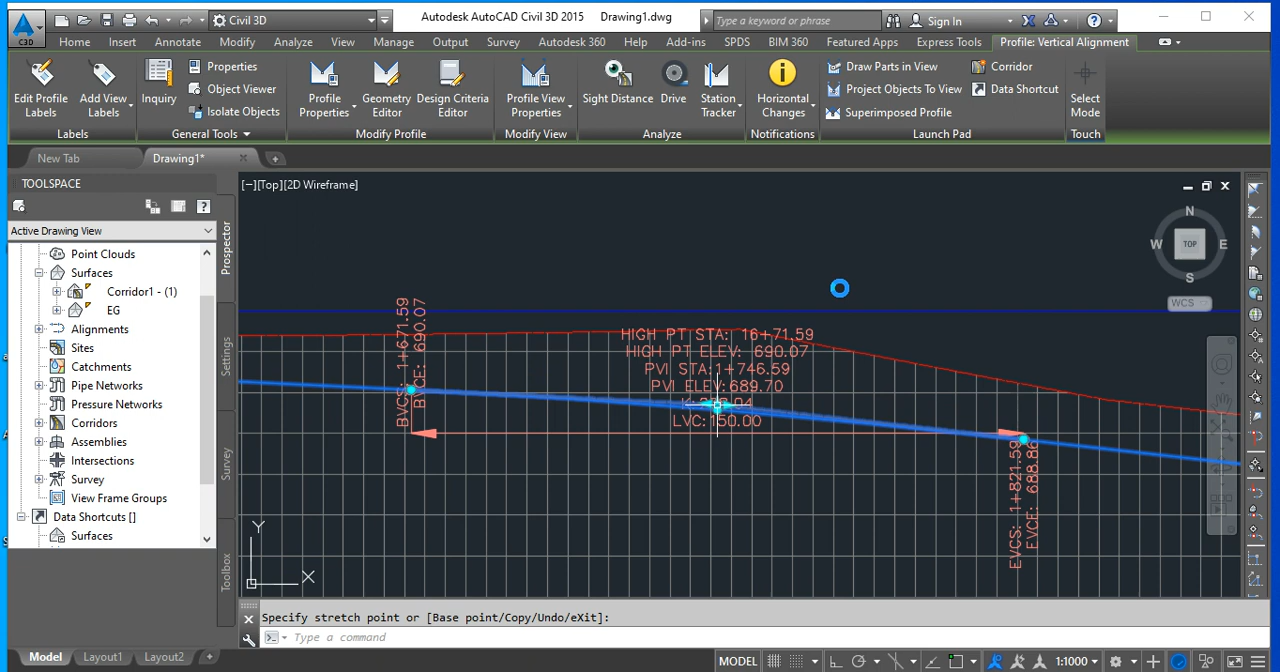 C3D
Civil 3D
Autodesk AutoCAD Civil 3D 2015 Drawing1.dwg
Type a keyword or phrase
Sign In
Home Insert Annotate Modify Analyze View Manage Output Survey Autodesk 360 Help Add-ins SPDS BIM 360 Featured Apps Express Tools Profile: Vertical Alignment
Edit Profile Labels
Add View Labels
Labels
Inquiry
Properties
Object Viewer
Isolate Objects
General Tools
Profile Properties
Geometry Editor
Design Criteria Editor
Modify Profile
Profile View Properties
Modify View
Sight Distance
Drive
Station Tracker
Analyze
Horizontal Changes
Notifications
Draw Parts in View
Project Objects To View
Superimposed Profile
Corridor
Data Shortcut
Launch Pad
Select Mode
Touch
New Tab
Drawing1*
TOOLSPACE
Active Drawing View
Point Clouds
Surfaces
Corridor1 - (1)
EG
Alignments
Sites
Catchments
Pipe Networks
Pressure Networks
Corridors
Assemblies
Intersections
Survey
View Frame Groups
Data Shortcuts []
Surfaces
Prospector
Settings
Survey
Toolbox
[−][Top][2D Wireframe]
N
W TOP E
S
WCS
BVCS: 1+671.59
BVCE: 690.07
HIGH PT STA: 16+71.59
HIGH PT ELEV: 690.07
PVI STA:1+746.59
PVI ELEV:689.70
LVC:150.00
EVCS: 1+821.59
EVCE: 688.86
Y
X
Specify stretch point or [Base point/Copy/Undo/eXit]:
Type a command
Model Layout1 Layout2 +
MODEL
1:1000